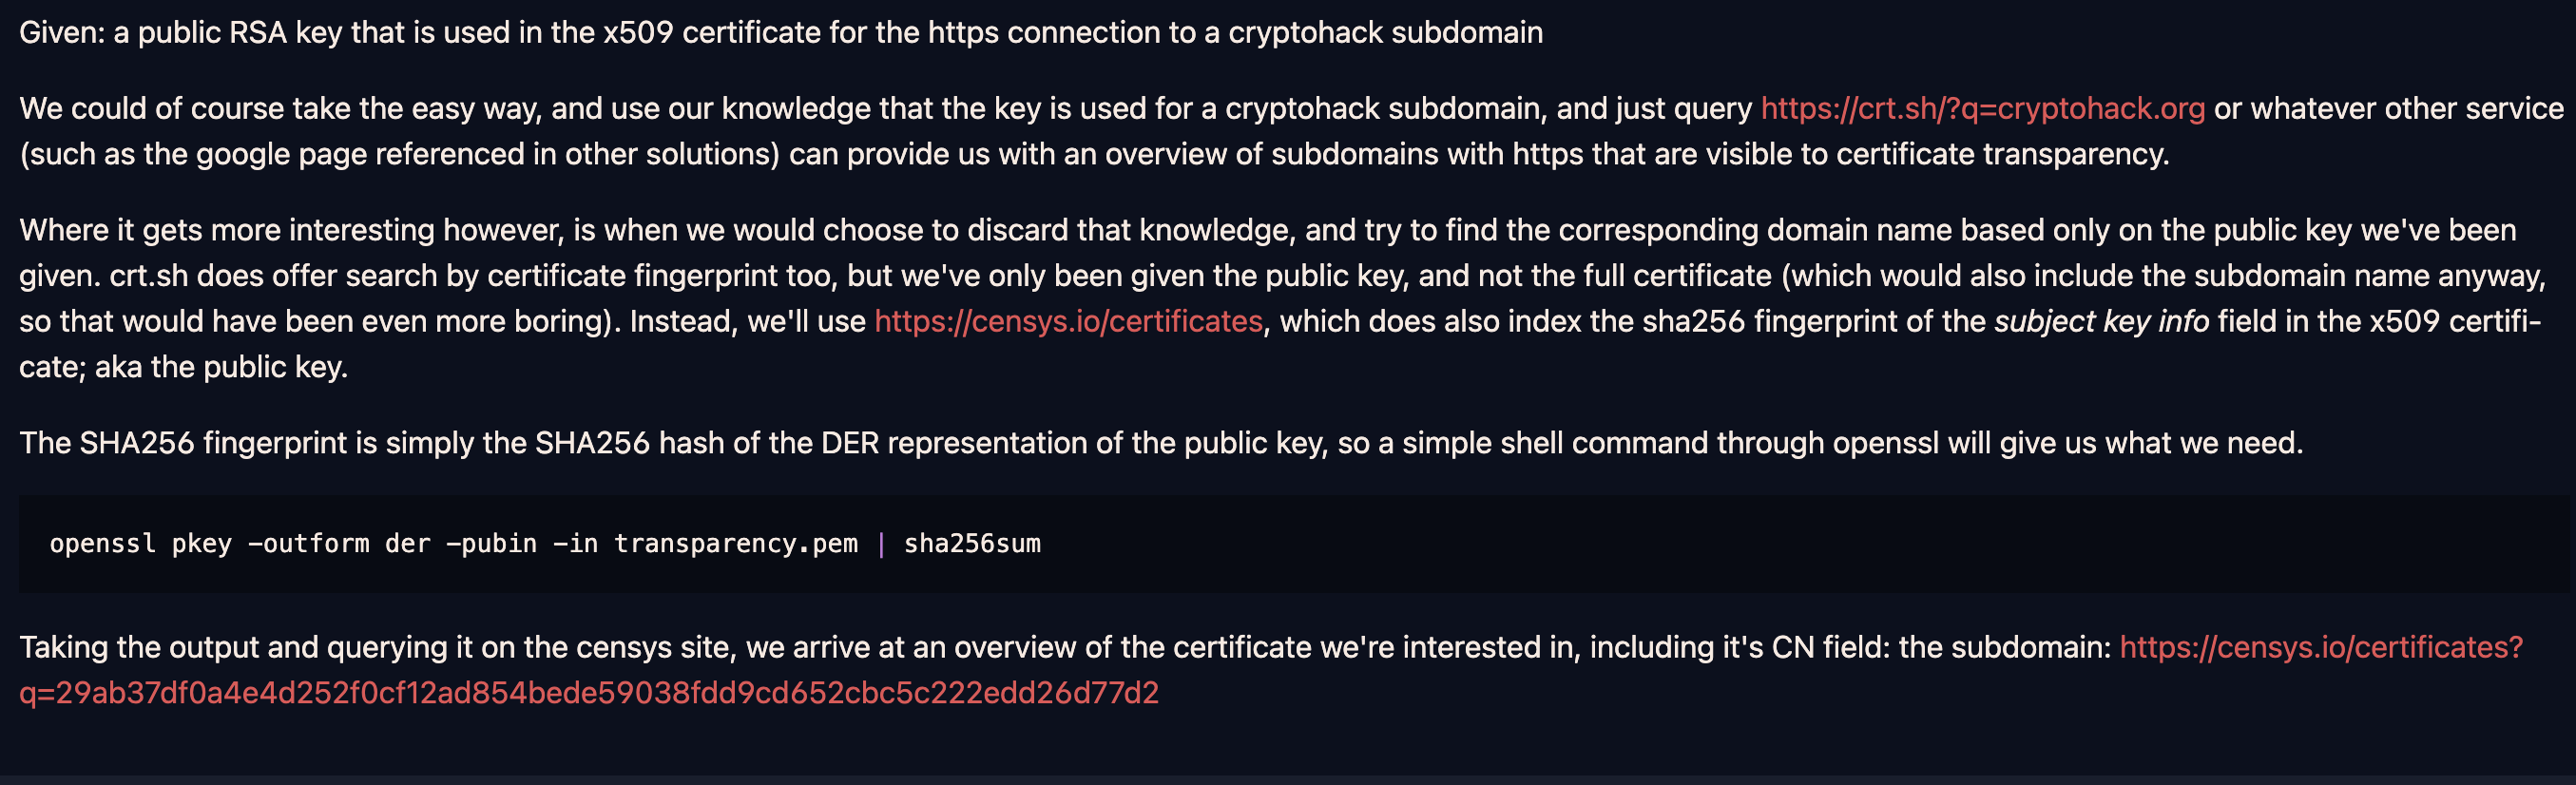 Given: a public RSA key that is used in the x509 certificate for the https connection to a cryptohack subdomain
We could of course take the easy way, and use our knowledge that the key is used for a cryptohack subdomain, and just query https://crt.sh/?q=cryptohack.org or whatever other service
(such as the google page referenced in other solutions) can provide us with an overview of subdomains with https that are visible to certificate transparency.
Where it gets more interesting however, is when we would choose to discard that knowledge, and try to find the corresponding domain name based only on the public key we've been
given. crt.sh does offer search by certificate fingerprint too, but we've only been given the public key, and not the full certificate (which would also include the subdomain name anyway,
so that would have been even more boring). Instead, we'll use https://censys.io/certificates, which does also index the sha256 fingerprint of the subject key info field in the x509 certifi-
cate; aka the public key.
The SHA256 fingerprint is simply the SHA256 hash of the DER representation of the public key, so a simple shell command through openssl will give us what we need.
openssl pkey -outform der -pubin -in transparency.pem | sha256sum
Taking the output and querying it on the censys site, we arrive at an overview of the certificate we're interested in, including it's CN field: the subdomain: https://censys.io/certificates?
q=29ab37df0a4e4d252f0cf12ad854bede59038fdd9cd652cbc5c222edd26d77d2